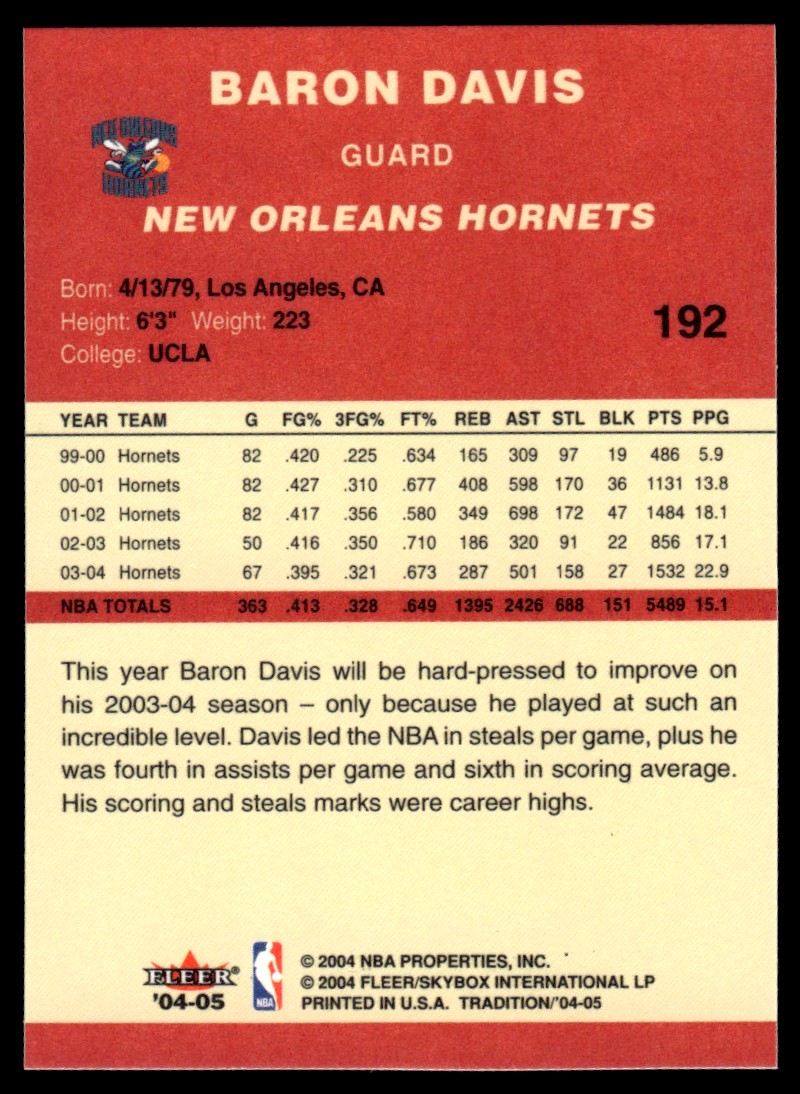 BARON DAVIS
NEW ORLEANS
HORNETS
GUARD
NEW ORLEANS HORNETS
Born: 4/13/79, Los Angeles, CA
Height: 6'3" Weight: 223
192
College: UCLA
YEAR TEAM G FG% 3FG% FT% REB AST STL BLK PTS PPG
99-00 Hornets 82 .420 .225 .634 165 309 97 19 486 5.9
00-01 Hornets 82 .427 .310 .677 408 598 170 36 1131 13.8
01-02 Hornets 82 .417 .356 .580 349 698 172 47 1484 18.1
02-03 Hornets 50 .416 .350 .710 186 320 91 22 856 17.1
03-04 Hornets 67 .395 .321 .673 287 501 158 27 1532 22.9
NBA TOTALS 363 .413 .328 .649 1395 2426 688 151 5489 15.1
This year Baron Davis will be hard-pressed to improve on
his 2003-04 season – only because he played at such an
incredible level. Davis led the NBA in steals per game, plus he
was fourth in assists per game and sixth in scoring average.
His scoring and steals marks were career highs.
FLEER®
'04-05
NBA
© 2004 NBA PROPERTIES, INC.
© 2004 FLEER/SKYBOX INTERNATIONAL LP
PRINTED IN U.S.A. TRADITION/'04-05